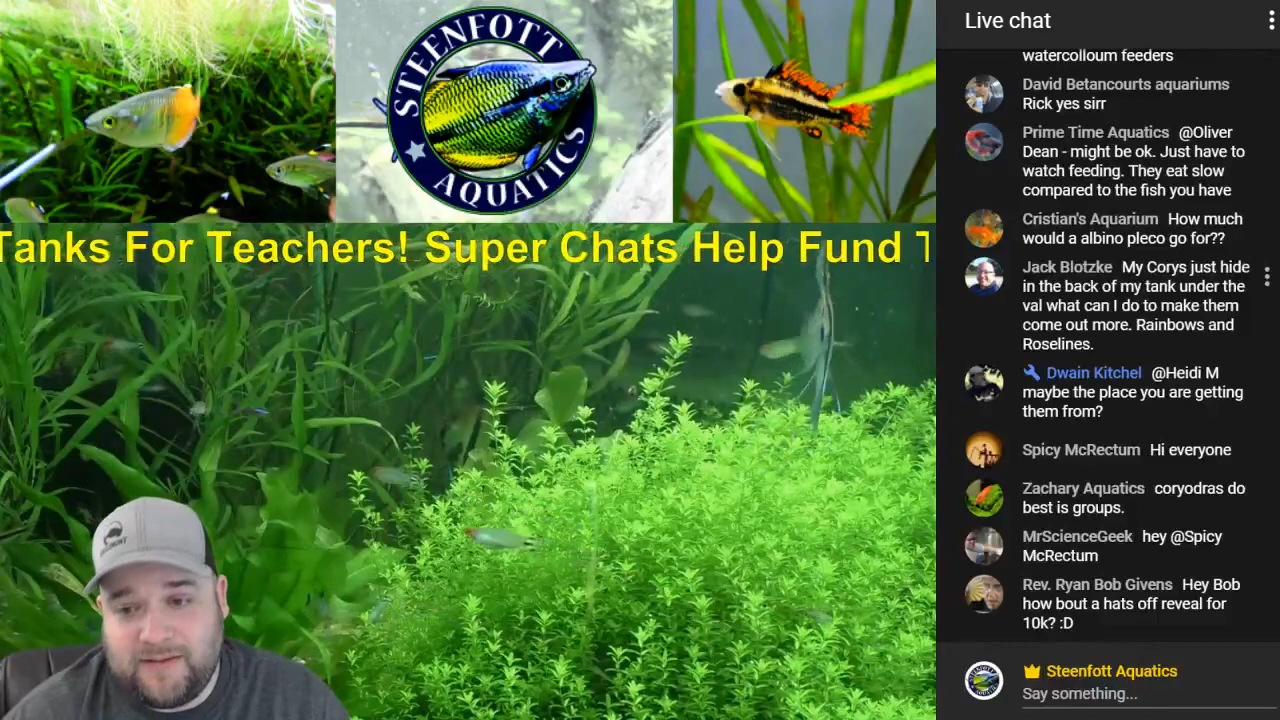 STEENFOTT
AQUATICS
Tanks For Teachers! Super Chats Help Fund T
Live chat
watercolloum feeders
David Betancourts aquariums
Rick yes sirr
Prime Time Aquatics @Oliver
Dean - might be ok. Just have to
watch feeding. They eat slow
compared to the fish you have
Cristian's Aquarium How much
would a albino pleco go for??
Jack Blotzke My Corys just hide
in the back of my tank under the
val what can I do to make them
come out more. Rainbows and
Roselines.
Dwain Kitchel @Heidi M
maybe the place you are getting
them from?
Spicy McRectum Hi everyone
Zachary Aquatics coryodras do
best is groups.
MrScienceGeek hey @Spicy
McRectum
Rev. Ryan Bob Givens Hey Bob
how bout a hats off reveal for
10k? :D
Steenfott Aquatics
Say something...